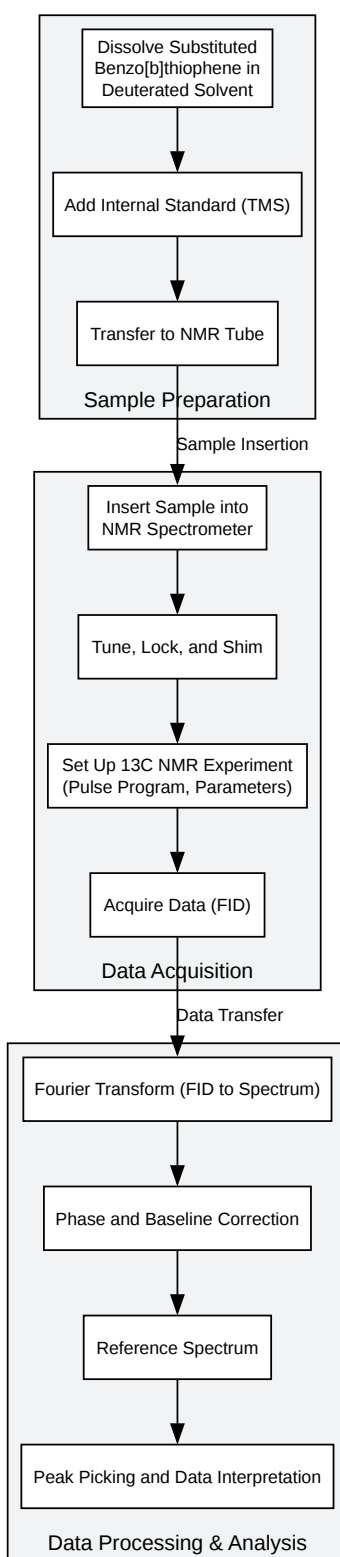 Dissolve Substituted
Benzo[b]thiophene in
Deuterated Solvent
Add Internal Standard (TMS)
Transfer to NMR Tube
Sample Preparation
Sample Insertion
Insert Sample into
NMR Spectrometer
Tune, Lock, and Shim
Set Up 13C NMR Experiment
(Pulse Program, Parameters)
Acquire Data (FID)
Data Acquisition
Data Transfer
Fourier Transform (FID to Spectrum)
Phase and Baseline Correction
Reference Spectrum
Peak Picking and Data Interpretation
Data Processing & Analysis